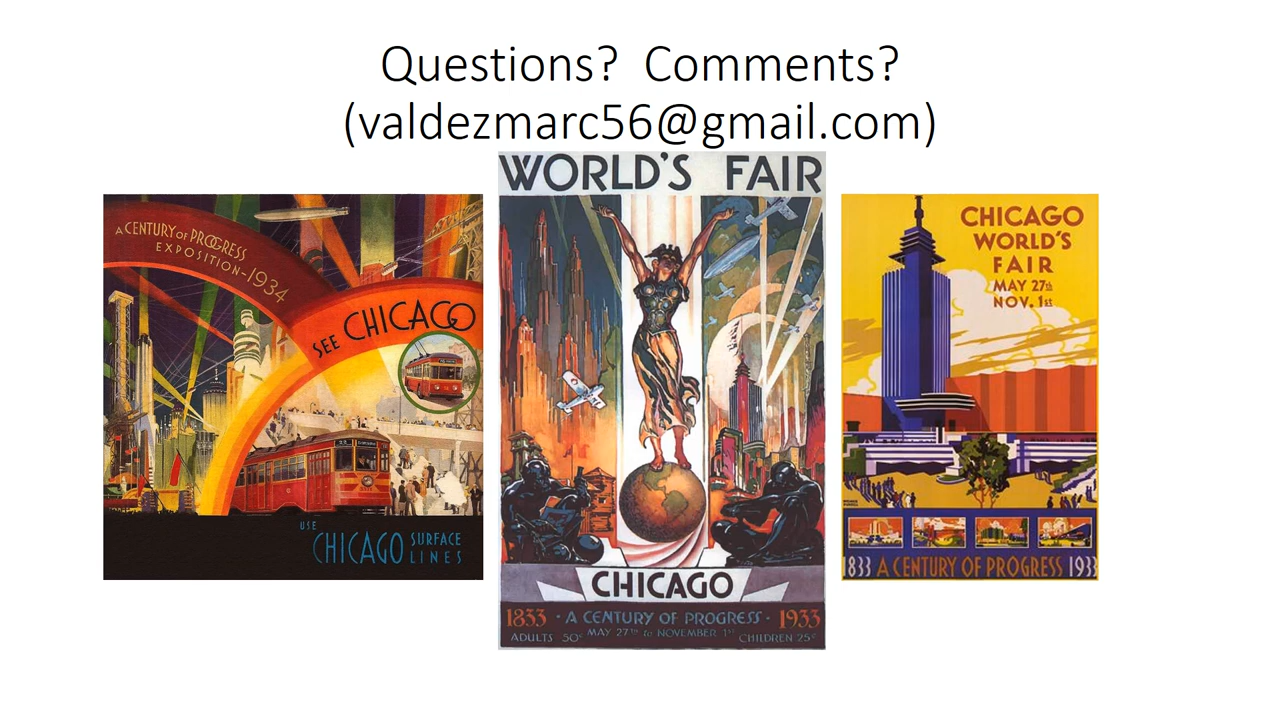 Questions?  Comments?
(valdezmarc56@gmail.com)
A CENTURY of PROGRESS
EXPOSITION-1934
SEE CHICAGO
USE
CHICAGO SURFACE
LINES
WORLD'S FAIR
CHICAGO
1833 · A CENTURY OF PROGRESS · 1933
ADULTS 50¢ MAY 27TH to NOVEMBER 1ST CHILDREN 25¢
CHICAGO
WORLD'S
FAIR
MAY 27th
NOV. 1st
1833 A CENTURY OF PROGRESS 1933